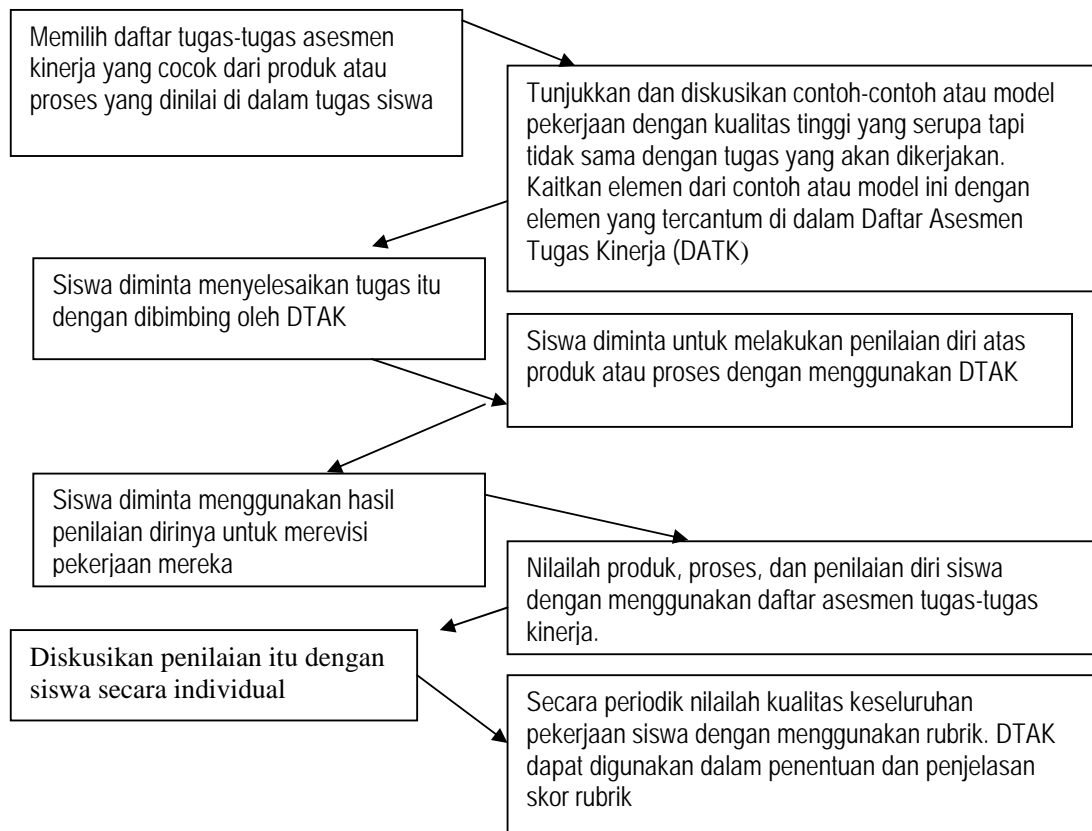 Memilih daftar tugas-tugas asesmen
kinerja yang cocok dari produk atau
proses yang dinilai di dalam tugas siswa
Tunjukkan dan diskusikan contoh-contoh atau model
pekerjaan dengan kualitas tinggi yang serupa tapi
tidak sama dengan tugas yang akan dikerjakan.
Kaitkan elemen dari contoh atau model ini dengan
elemen yang tercantum di dalam Daftar Asesmen
Tugas Kinerja (DATK)
Siswa diminta menyelesaikan tugas itu
dengan dibimbing oleh DTAK
Siswa diminta untuk melakukan penilaian diri atas
produk atau proses dengan menggunakan DTAK
Siswa diminta menggunakan hasil
penilaian dirinya untuk merevisi
pekerjaan mereka
Nilailah produk, proses, dan penilaian diri siswa
dengan menggunakan daftar asesmen tugas-tugas
kinerja.
Diskusikan penilaian itu dengan
siswa secara individual
Secara periodik nilailah kualitas keseluruhan
pekerjaan siswa dengan menggunakan rubrik. DTAK
dapat digunakan dalam penentuan dan penjelasan
skor rubrik